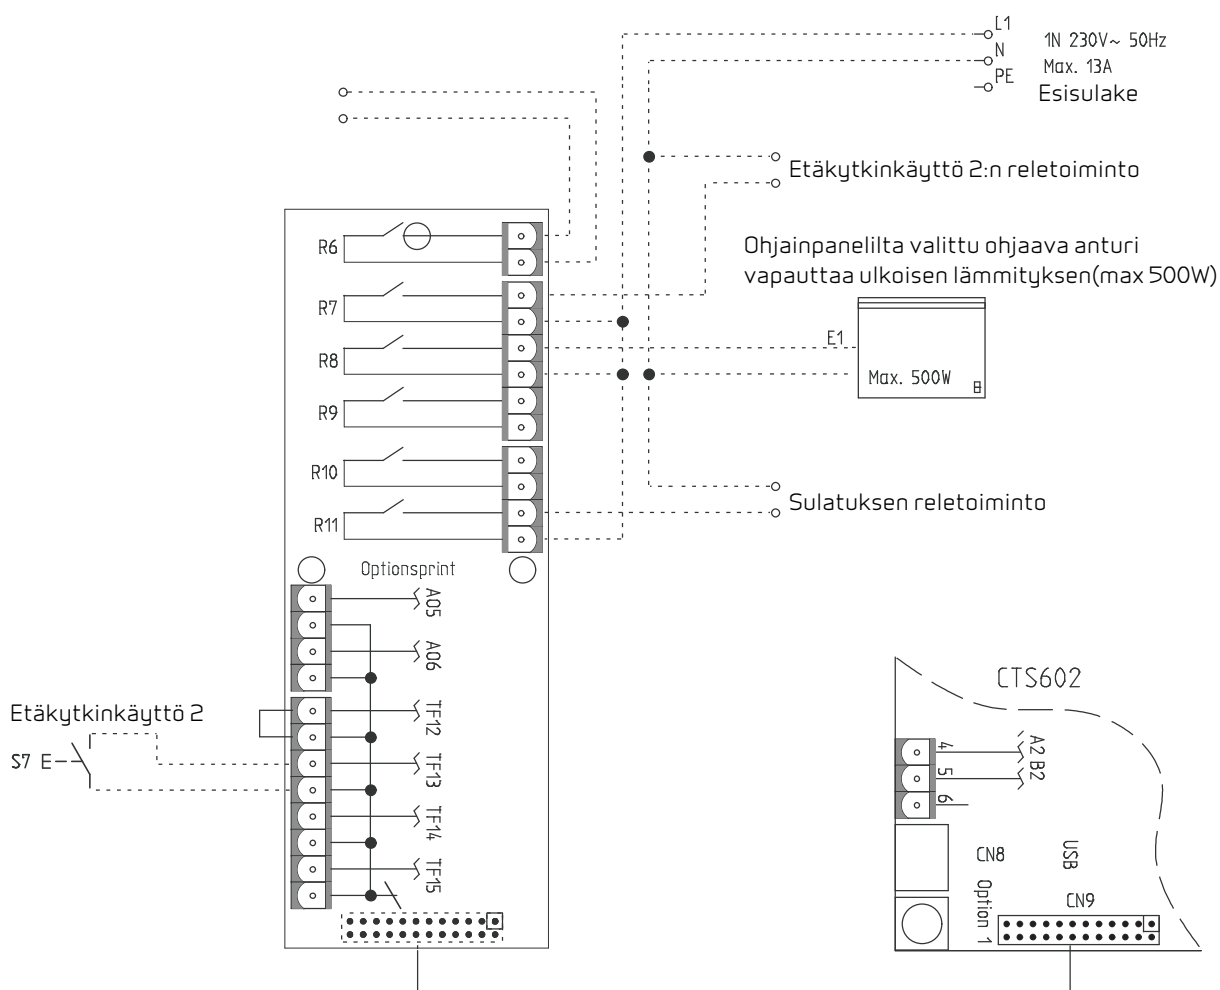 L1
N
PE
1N 230V~ 50Hz
Max. 13A
Esisulake
Etäkytkinkäyttö 2:n reletoiminto
Ohjainpanelilta valittu ohjaava anturi
vapauttaa ulkoisen lämmityksen(max 500W)
E1
Max. 500W
Sulatuksen reletoiminto
R6
R7
R8
R9
R10
R11
Optionsprint
A05
A06
TF12
TF13
TF14
TF15
Etäkytkinkäyttö 2
S7 E
CTS602
4
5
6
A2
B2
CN8
USB
Option 1
CN9